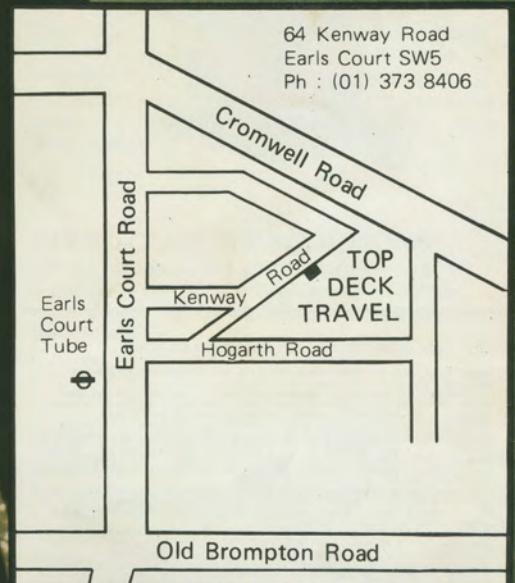 64 Kenway Road
Earls Court SW5
Ph : (01) 373 8406
Cromwell Road
Earls Court Road
Kenway Road
TOP
DECK
TRAVEL
Earls
Court
Tube
Hogarth Road
Old Brompton Road